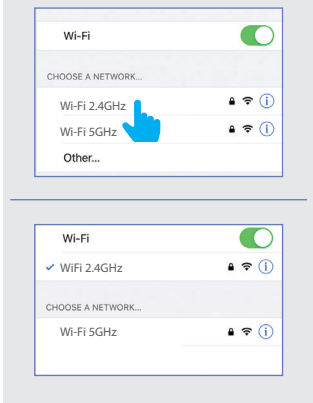 Wi-Fi
CHOOSE A NETWORK...
Wi-Fi 2.4GHz
Wi-Fi 5GHz
Other...
Wi-Fi
WiFi 2.4GHz
CHOOSE A NETWORK...
Wi-Fi 5GHz